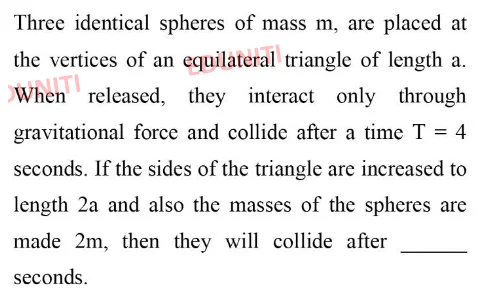 Three identical spheres of mass m, are placed at
the vertices of an equilateral triangle of length a.
When released, they interact only through
gravitational force and collide after a time T = 4
seconds. If the sides of the triangle are increased to
length 2a and also the masses of the spheres are
made 2m, then they will collide after ______
seconds.
EDUNITI